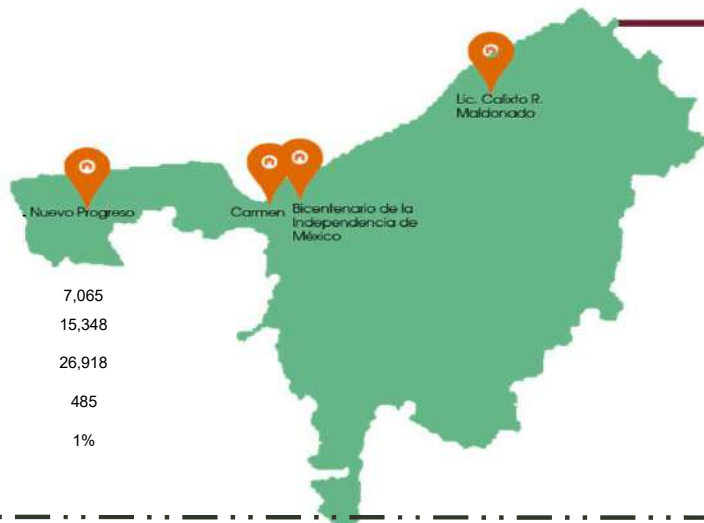 Lic. Calixto R.
Maldonado
. Nuevo Progreso
Carmen
Bicentenario de la
Independencia de
México
7,065
15,348
26,918
485
1%